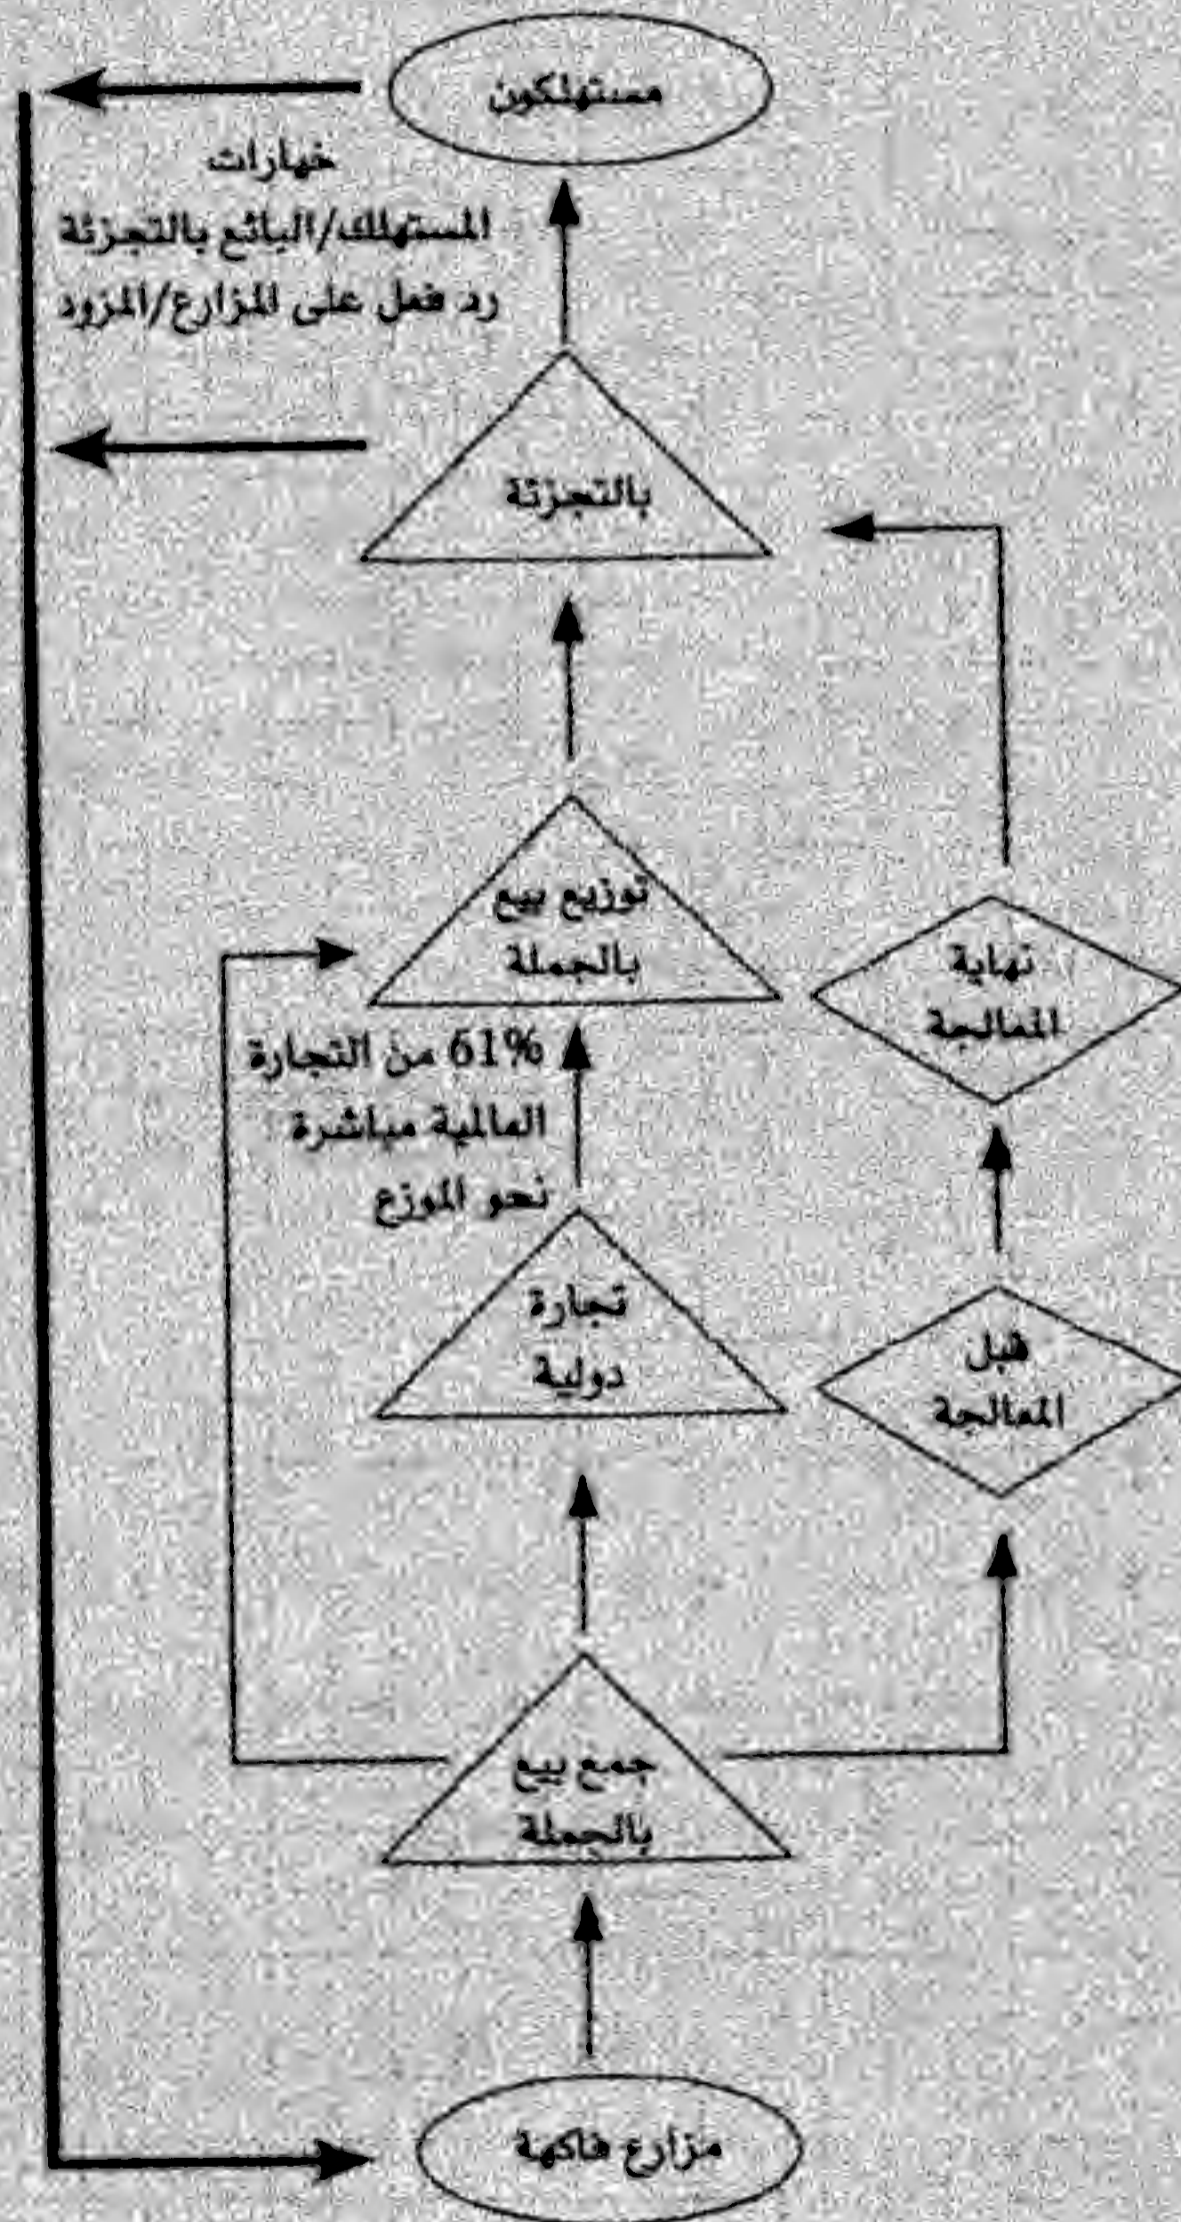 مستهلكون
خيارات
المستهلك/البائع بالتجزئة
رد فعل على المزارع/المزود
بالتجزئة
توزيع بيع
بالجملة
نهاية
المعالجة
61% من التجارة
العالمية مباشرة
نحو الموزع
تجارة
دولية
قبل
المعالجة
جمع بيع
بالجملة
مزارع فاكهة